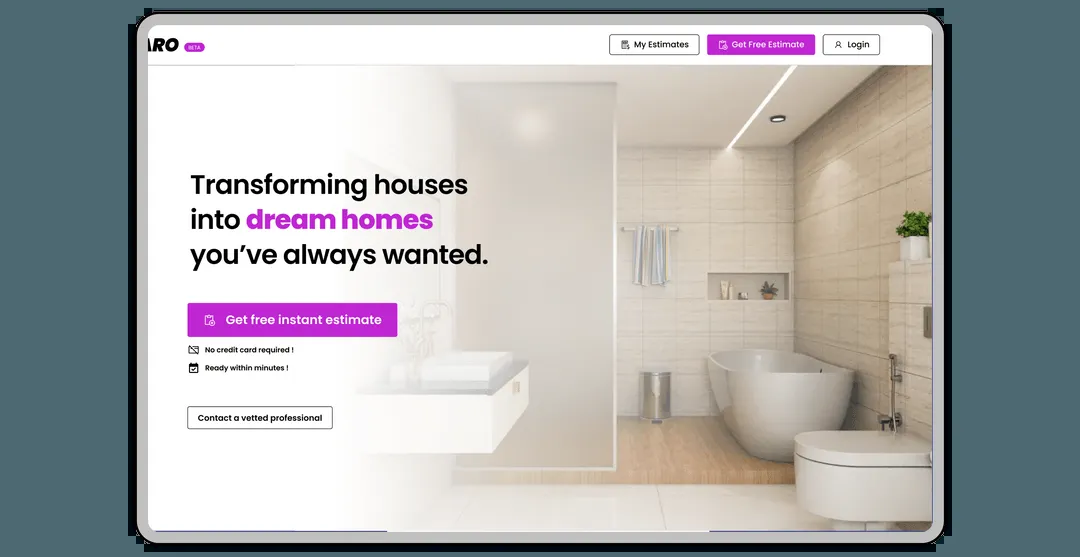 ARO BETA
My Estimates
Get Free Estimate
Login
Transforming houses
into dream homes
you’ve always wanted.
Get free instant estimate
No credit card required !
Ready within minutes !
Contact a vetted professional